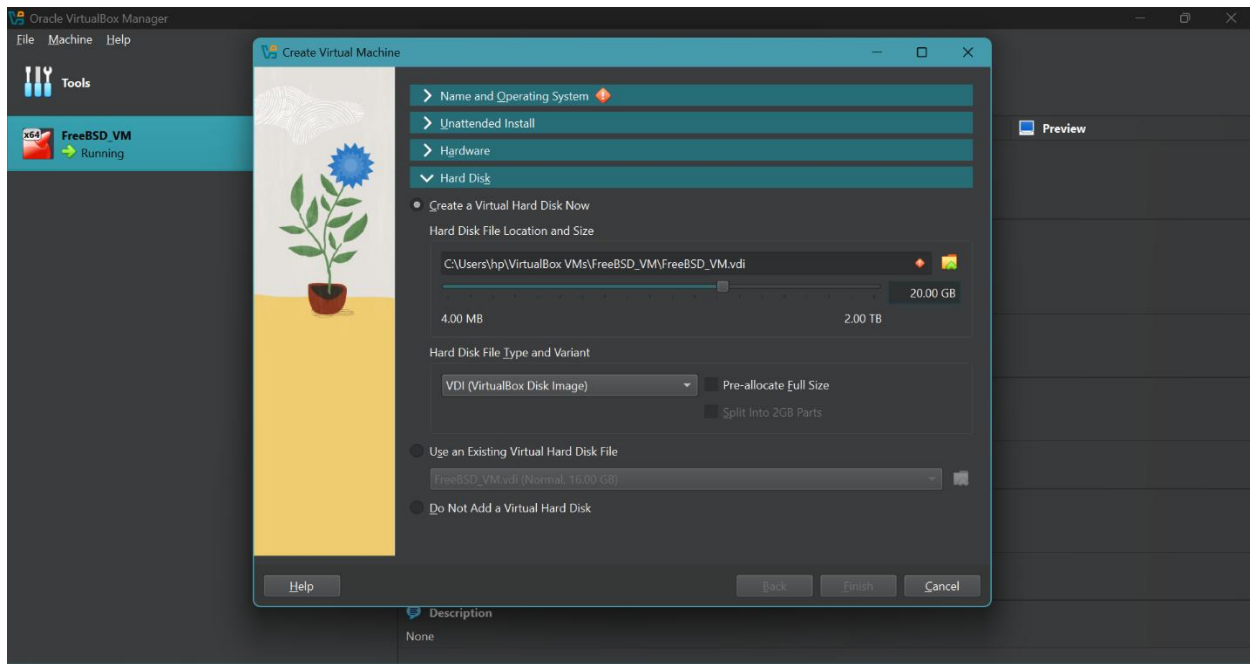 Oracle VirtualBox Manager
File Machine Help
Tools
x64
FreeBSD_VM
Running
Create Virtual Machine
Name and Operating System
Unattended Install
Hardware
Hard Disk
Create a Virtual Hard Disk Now
Hard Disk File Location and Size
C:\Users\hp\VirtualBox VMs\FreeBSD_VM\FreeBSD_VM.vdi
20.00 GB
4.00 MB 2.00 TB
Hard Disk File Type and Variant
VDI (VirtualBox Disk Image) Pre-allocate Full Size
Split Into 2GB Parts
Use an Existing Virtual Hard Disk File
FreeBSD_VM.vdi (Normal, 16.00 GB)
Do Not Add a Virtual Hard Disk
Help Back Finish Cancel
Preview
Description
None